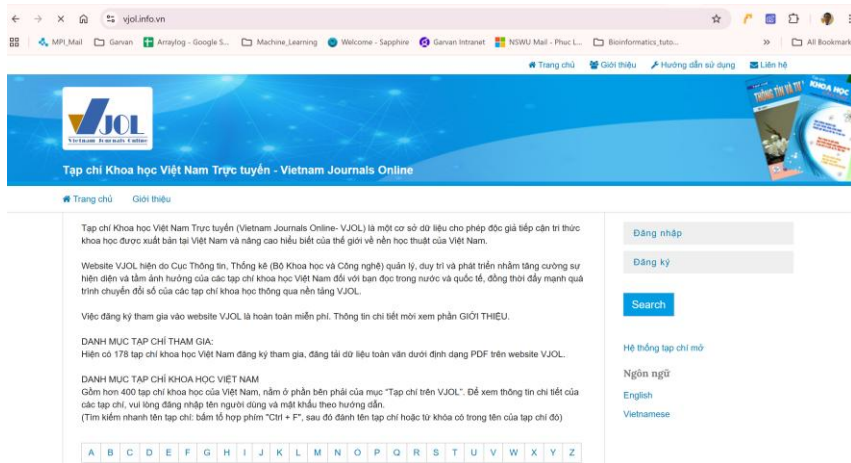 vjol.info.vn
MPI_Mail
Garvan
Arraylog - Google S...
Machine_Learning
Welcome - Sapphire
Garvan Intranet
NSWU Mail - Phuc L...
Bioinformatics_tuto...
»
All Bookmark
Trang chủ
Giới thiệu
Hướng dẫn sử dụng
Liên hệ
VJOL
Vietnam Journals Online
THÔNG TIN VÀ TƯ
KHOA HỌC
Tạp chí Khoa học Việt Nam Trực tuyến - Vietnam Journals Online
Trang chủ
Giới thiệu
Tạp chí Khoa học Việt Nam Trực tuyến (Vietnam Journals Online- VJOL) là một cơ sở dữ liệu cho phép độc giả tiếp cận tri thức
khoa học được xuất bản tại Việt Nam và nâng cao hiểu biết của thế giới về nền học thuật của Việt Nam.
Website VJOL hiện do Cục Thông tin, Thống kê (Bộ Khoa học và Công nghệ) quản lý, duy trì và phát triển nhằm tăng cường sự
hiện diện và tầm ảnh hưởng của các tạp chí khoa học Việt Nam đối với bạn đọc trong nước và quốc tế, đồng thời đẩy mạnh quá
trình chuyển đổi số của các tạp chí khoa học thông qua nền tảng VJOL.
Việc đăng ký tham gia vào website VJOL là hoàn toàn miễn phí. Thông tin chi tiết mời xem phần GIỚI THIỆU.
DANH MỤC TẠP CHÍ THAM GIA:
Hiện có 178 tạp chí khoa học Việt Nam đăng ký tham gia, đăng tải dữ liệu toàn văn dưới định dạng PDF trên website VJOL.
DANH MỤC TẠP CHÍ KHOA HỌC VIỆT NAM
Gồm hơn 400 tạp chí khoa học của Việt Nam, nằm ở phần bên phải của mục "Tạp chí trên VJOL". Để xem thông tin chi tiết của
các tạp chí, vui lòng đăng nhập tên người dùng và mật khẩu theo hướng dẫn.
(Tìm kiếm nhanh tên tạp chí: bấm tổ hợp phím "Ctrl + F", sau đó đánh tên tạp chí hoặc từ khóa có trong tên của tạp chí đó)
A B C D E F G H I J K L M N O P Q R S T U V W X Y Z
Đăng nhập
Đăng ký
Search
Hệ thống tạp chí mở
Ngôn ngữ
English
Vietnamese